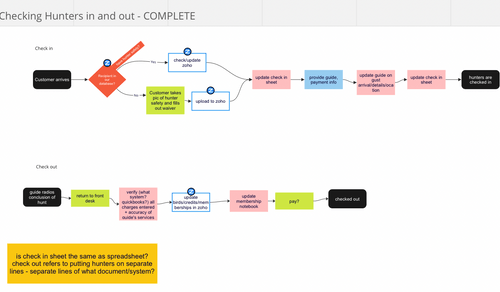 Checking Hunters in and out - COMPLETE
Check in
Customer arrives
Yes
check/update
zoho
No
Customer takes
pic of hunter
safety and fills
out waiver
upload to zoho
update check in
sheet
provide guide,
payment info
update guide on
gust
arrival/details/loca
tion
update check in
sheet
hunters are
checked in
Check out
guide radios
conclusion of
hunt
return to front
desk
verify (what
system?
quickbooks?) all
charges entered
+ accuracy of
guide's services
update
birds/credits/mem
berships in zoho
update
membership
notebook
pay?
checked out
is check in sheet the same as spreadsheet?
check out refers to putting hunters on separate
lines - separate lines of what document/system?